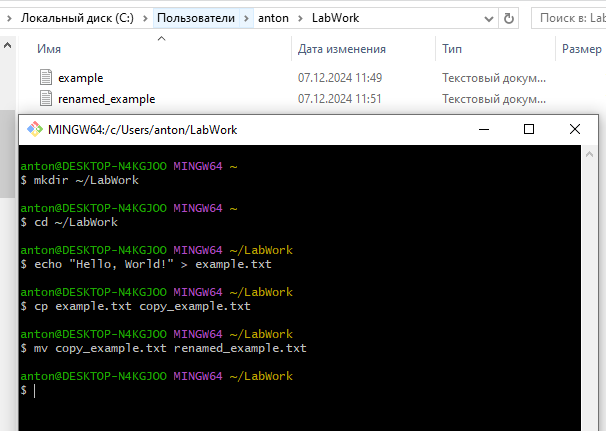 Локальный диск (C:) Пользователи anton LabWork Поиск в: Lab
Имя Дата изменения Тип Размер
example 07.12.2024 11:49 Текстовый докум...
renamed_example 07.12.2024 11:51 Текстовый докум...
MINGW64:/c/Users/anton/LabWork
anton@DESKTOP-N4KGJOO MINGW64 ~
$ mkdir ~/LabWork
anton@DESKTOP-N4KGJOO MINGW64 ~
$ cd ~/LabWork
anton@DESKTOP-N4KGJOO MINGW64 ~/LabWork
$ echo "Hello, World!" > example.txt
anton@DESKTOP-N4KGJOO MINGW64 ~/LabWork
$ cp example.txt copy_example.txt
anton@DESKTOP-N4KGJOO MINGW64 ~/LabWork
$ mv copy_example.txt renamed_example.txt
anton@DESKTOP-N4KGJOO MINGW64 ~/LabWork
$